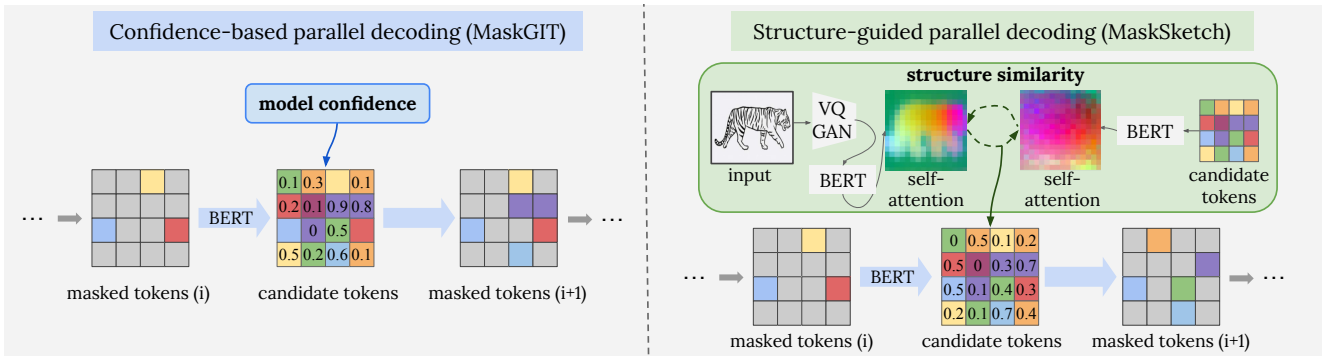 Confidence-based parallel decoding (MaskGIT)
model confidence
... BERT ...
0.1 0.3 0.1
0.2 0.1 0.9 0.8
0 0.5
0.5 0.2 0.6 0.1
masked tokens (i) candidate tokens masked tokens (i+1)
Structure-guided parallel decoding (MaskSketch)
structure similarity
VQ
GAN
BERT
BERT
input
self-
attention
self-
attention
candidate
tokens
... BERT ...
0 0.5 0.1 0.2
0.5 0 0.3 0.7
0.5 0.1 0.4 0.3
0.2 0.1 0.7 0.4
masked tokens (i) candidate tokens masked tokens (i+1)